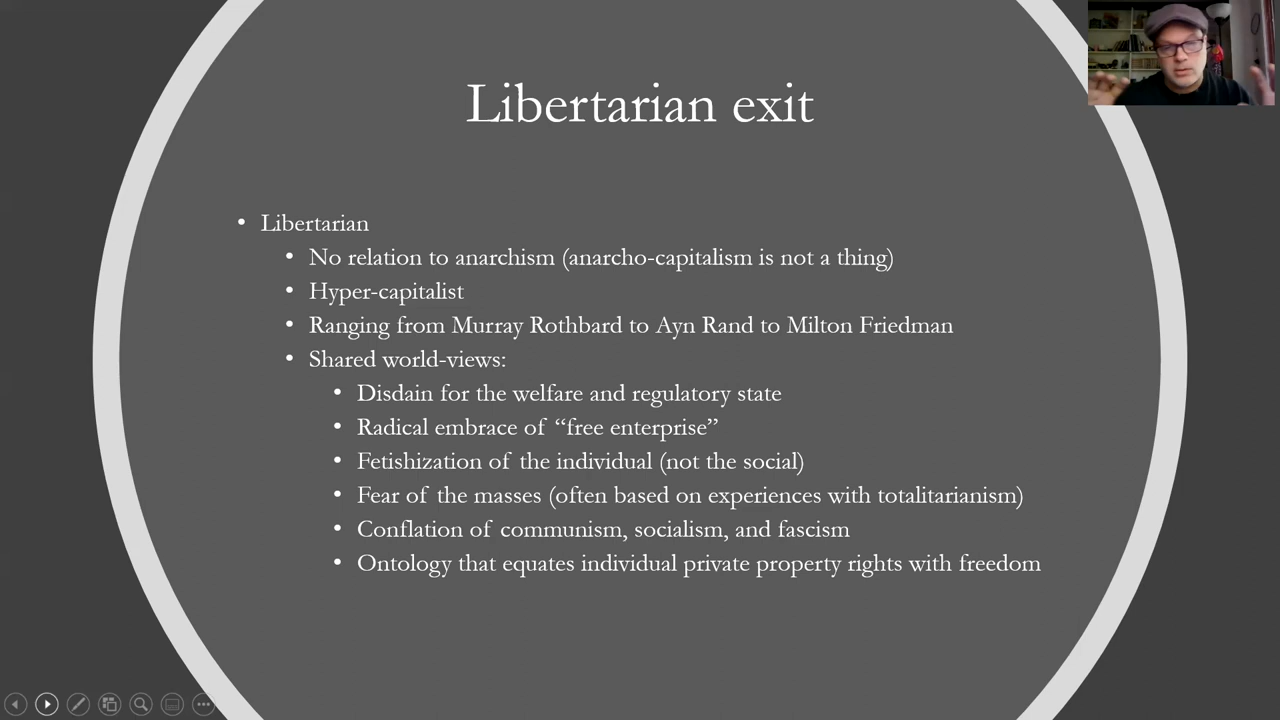 Libertarian exit
• Libertarian
• No relation to anarchism (anarcho-capitalism is not a thing)
• Hyper-capitalist
• Ranging from Murray Rothbard to Ayn Rand to Milton Friedman
• Shared world-views:
• Disdain for the welfare and regulatory state
• Radical embrace of “free enterprise”
• Fetishization of the individual (not the social)
• Fear of the masses (often based on experiences with totalitarianism)
• Conflation of communism, socialism, and fascism
• Ontology that equates individual private property rights with freedom